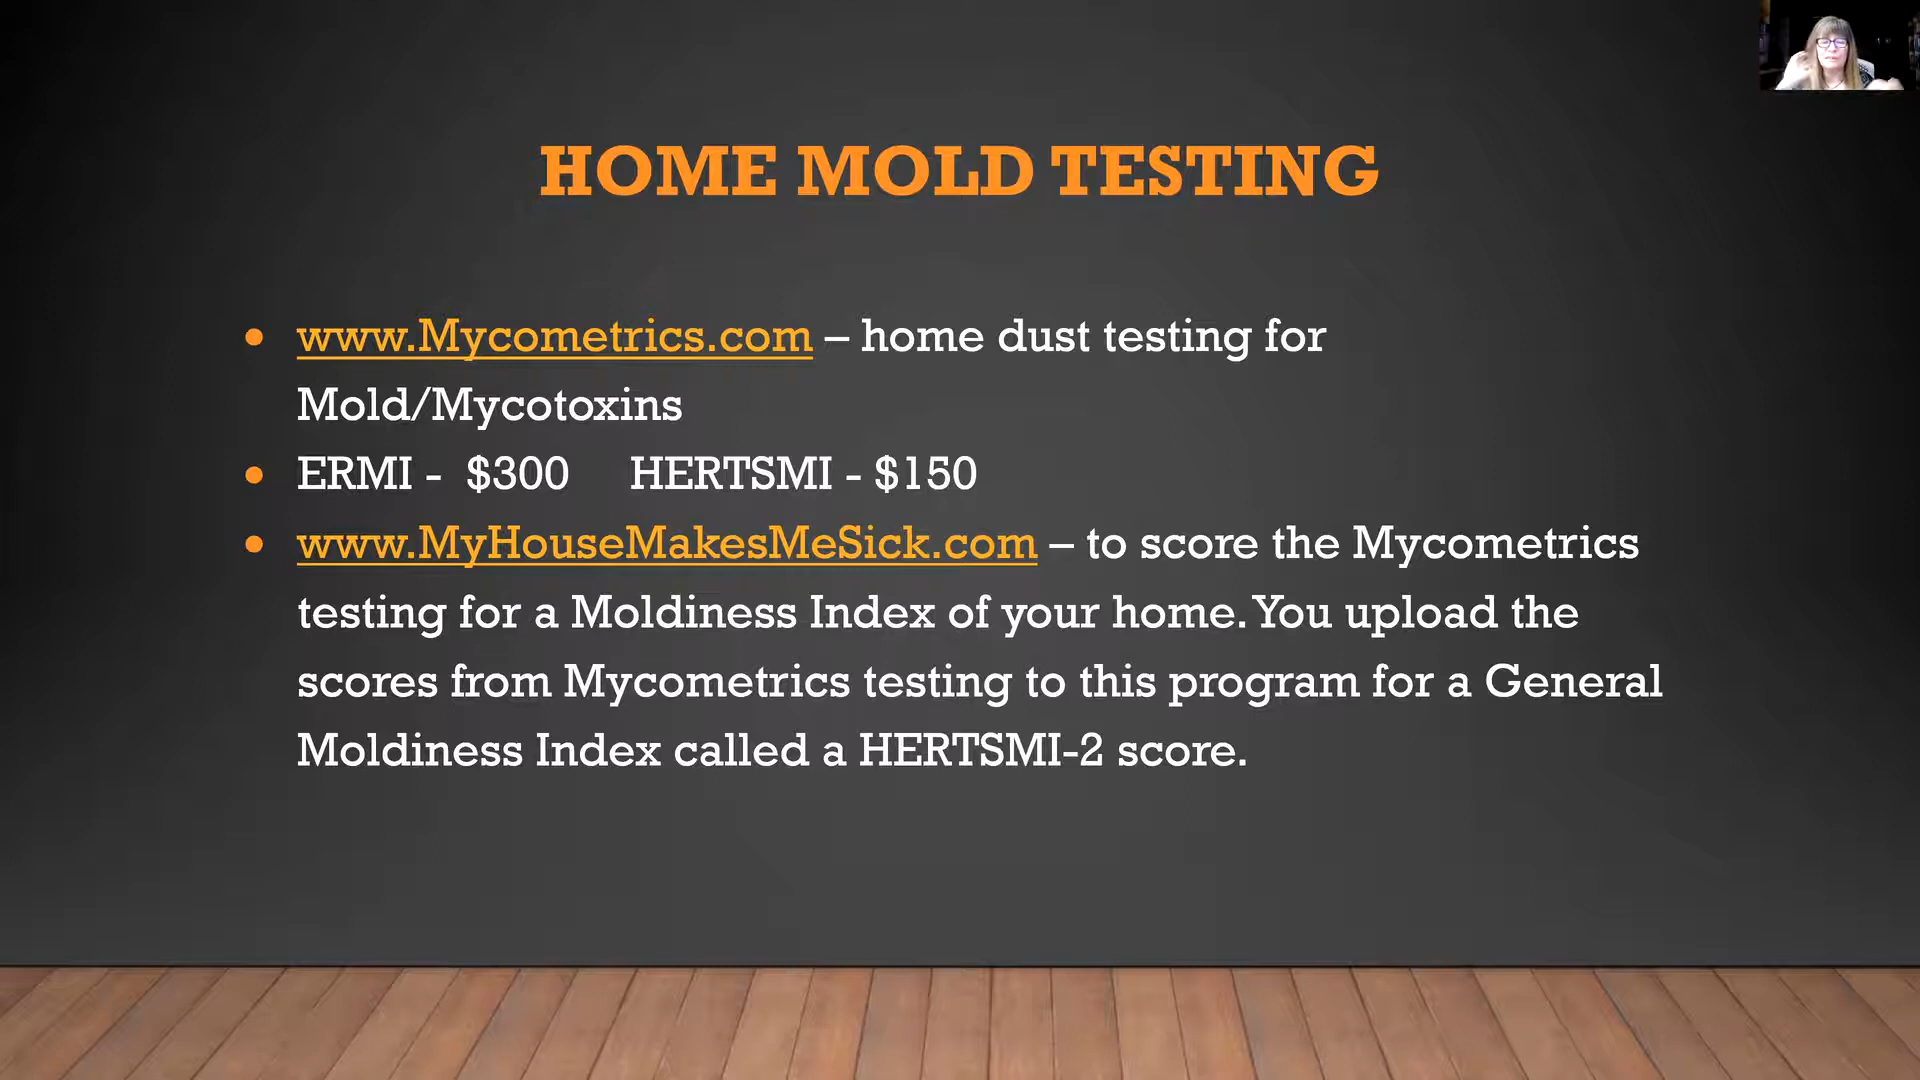 HOME MOLD TESTING
• www.Mycometrics.com – home dust testing for
Mold/Mycotoxins
• ERMI - $300 HERTSMI - $150
• www.MyHouseMakesMeSick.com – to score the Mycometrics
testing for a Moldiness Index of your home. You upload the
scores from Mycometrics testing to this program for a General
Moldiness Index called a HERTSMI-2 score.